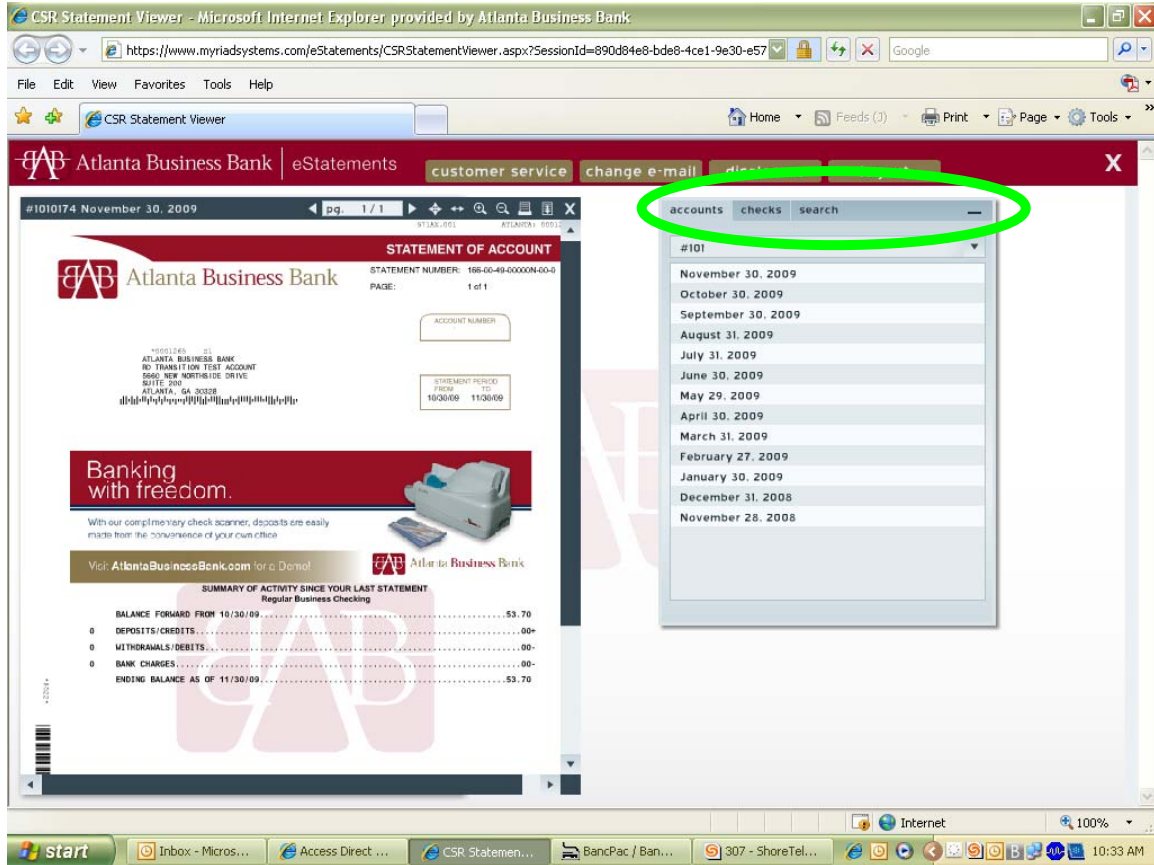 CSR Statement Viewer - Microsoft Internet Explorer provided by Atlanta Business Bank
https://www.myriadsystems.com/eStatements/CSRStatementViewer.aspx?SessionId=890d84e8-bde8-4ce1-9e30-e57
Google
File Edit View Favorites Tools Help
CSR Statement Viewer
Home Feeds (J) Print Page Tools
AB Atlanta Business Bank eStatements
customer service change e-mail
X
#1010174 November 30, 2009 pg. 1/1 X
STATEMENT OF ACCOUNT
AB Atlanta Business Bank
STATEMENT NUMBER: 166-00-49-00000N-00-0
PAGE: 1 of 1
ACCOUNT NUMBER
*0001265 s1
ATLANTA BUSINESS BANK
RD TRANSITION TEST ACCOUNT
5660 NEW NORTHSIDE DRIVE
SUITE 200
ATLANTA, GA 30328
STATEMENT PERIOD
FROM TO
10/30/09 11/30/09
Banking
with freedom.
With our complimentary check scanner, deposits are easily
made from the convenience of your own office
Visit AtlantaBusinessBank.com for a Demo!
AB Atlanta Business Bank
SUMMARY OF ACTIVITY SINCE YOUR LAST STATEMENT
Regular Business Checking
BALANCE FORWARD FROM 10/30/09 53.70
0 DEPOSITS/CREDITS .00+
0 WITHDRAWALS/DEBITS .00-
0 BANK CHARGES .00-
ENDING BALANCE AS OF 11/30/09 53.70
accounts checks search
#101
November 30, 2009
October 30, 2009
September 30, 2009
August 31, 2009
July 31, 2009
June 30, 2009
May 29, 2009
April 30, 2009
March 31, 2009
February 27, 2009
January 30, 2009
December 31, 2008
November 28, 2008
Internet 100%
start Inbox - Micros... Access Direct ... CSR Statemen... BancPac / Ban... 307 - ShoreTel... 10:33 AM